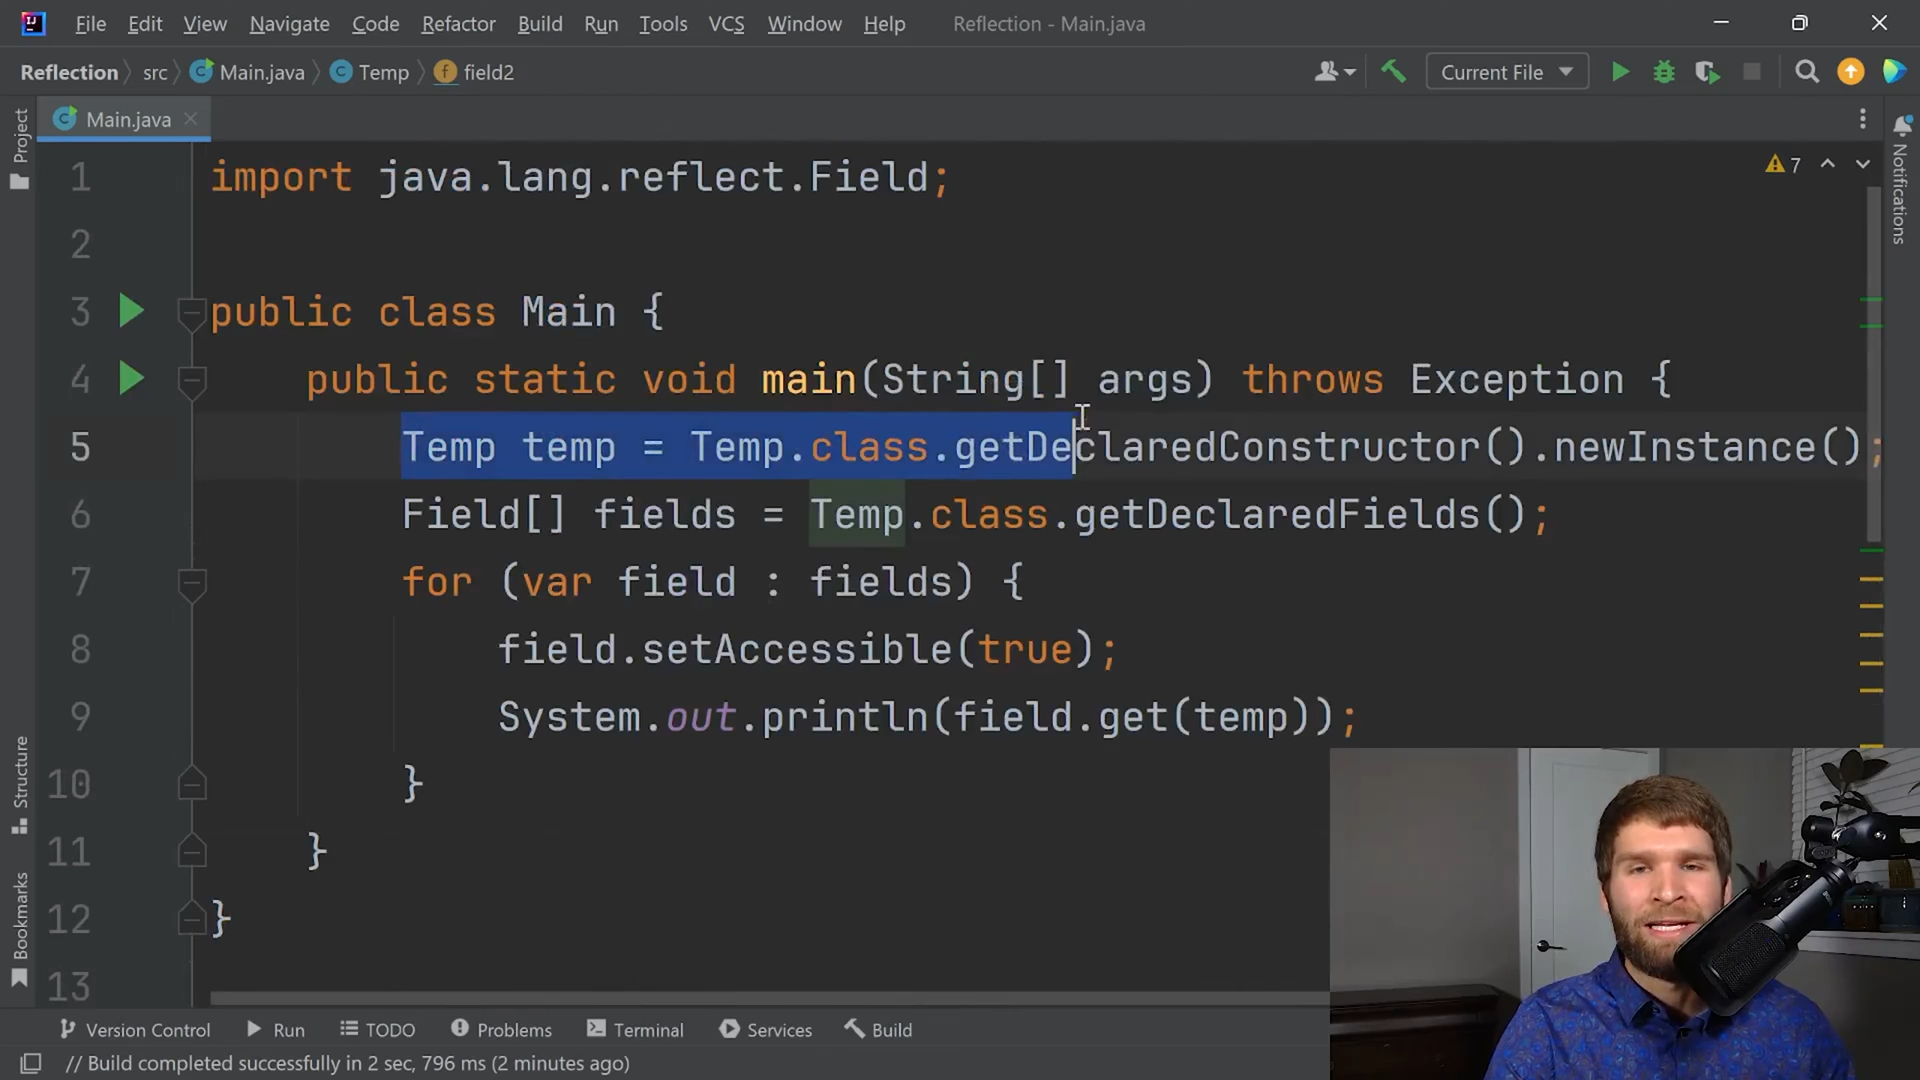 File Edit View Navigate Code Refactor Build Run Tools VCS Window Help Reflection - Main.java
Reflection src Main.java Temp field2 Current File
Project
Main.java
Notifications
7
1 import java.lang.reflect.Field;
2
3 public class Main {
4 public static void main(String[] args) throws Exception {
5 Temp temp = Temp.class.getDeclaredConstructor().newInstance();
6 Field[] fields = Temp.class.getDeclaredFields();
7 for (var field : fields) {
8 field.setAccessible(true);
9 System.out.println(field.get(temp));
10 }
11 }
12 }
13
Structure
Bookmarks
Version Control Run TODO Problems Terminal Services Build
// Build completed successfully in 2 sec, 796 ms (2 minutes ago)